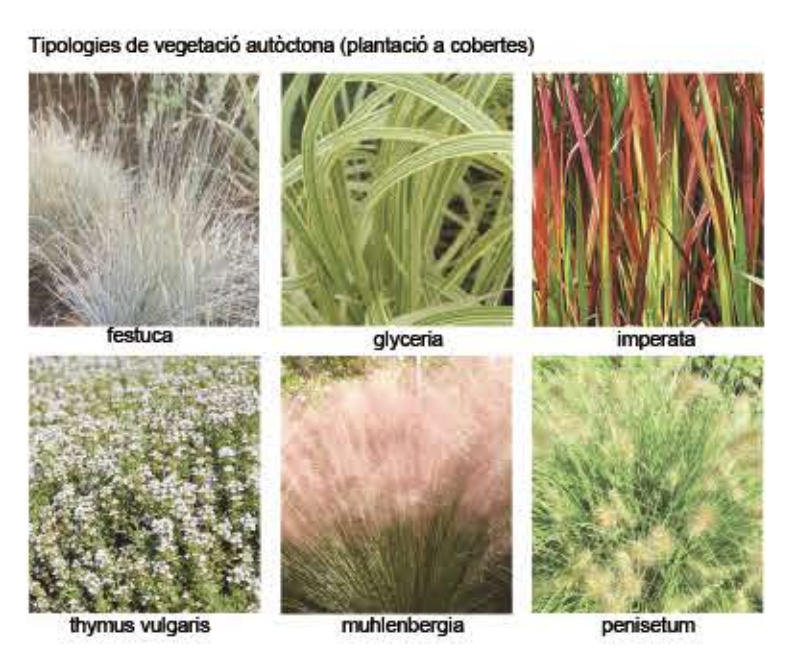 Tipologies de vegetació autòctona (plantació a cobertes)
festuca
glyceria
imperata
thymus vulgaris
muhlenbergia
penisetum